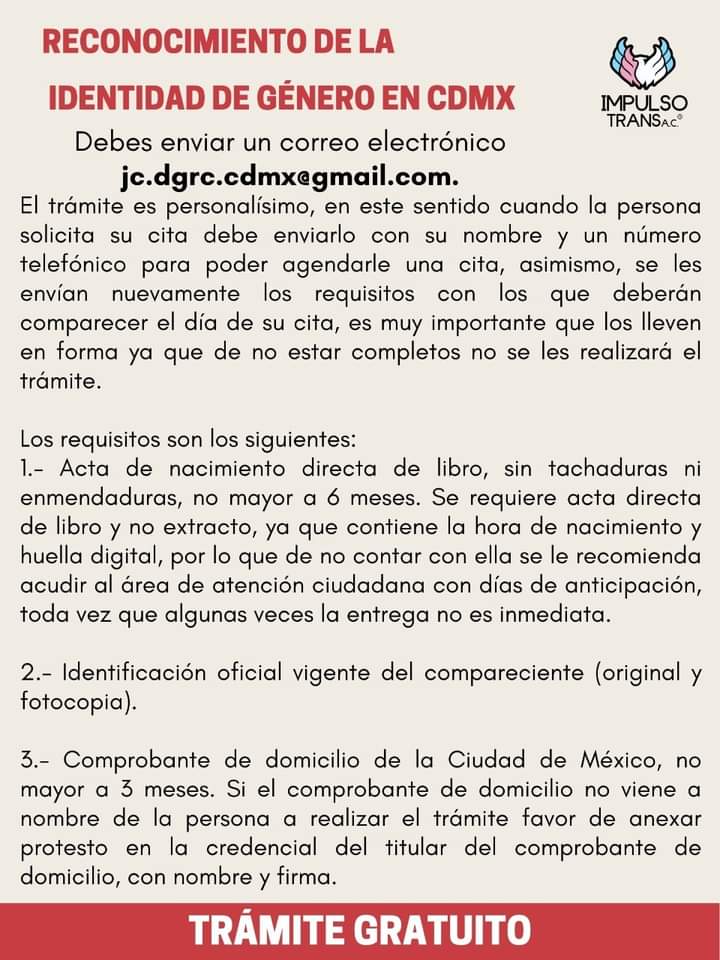 RECONOCIMIENTO DE LA
IDENTIDAD DE GÉNERO EN CDMX
IMPULSO
TRANS A.C.®
Debes enviar un correo electrónico
jc.dgrc.cdmx@gmail.com.
El trámite es personalísimo, en este sentido cuando la persona
solicita su cita debe enviarlo con su nombre y un número
telefónico para poder agendarle una cita, asimismo, se les
envían nuevamente los requisitos con los que deberán
comparecer el día de su cita, es muy importante que los lleven
en forma ya que de no estar completos no se les realizará el
trámite.
Los requisitos son los siguientes:
1.- Acta de nacimiento directa de libro, sin tachaduras ni
enmendaduras, no mayor a 6 meses. Se requiere acta directa
de libro y no extracto, ya que contiene la hora de nacimiento y
huella digital, por lo que de no contar con ella se le recomienda
acudir al área de atención ciudadana con días de anticipación,
toda vez que algunas veces la entrega no es inmediata.
2.- Identificación oficial vigente del compareciente (original y
fotocopia).
3.- Comprobante de domicilio de la Ciudad de México, no
mayor a 3 meses. Si el comprobante de domicilio no viene a
nombre de la persona a realizar el trámite favor de anexar
protesto en la credencial del titular del comprobante de
domicilio, con nombre y firma.
TRÁMITE GRATUITO